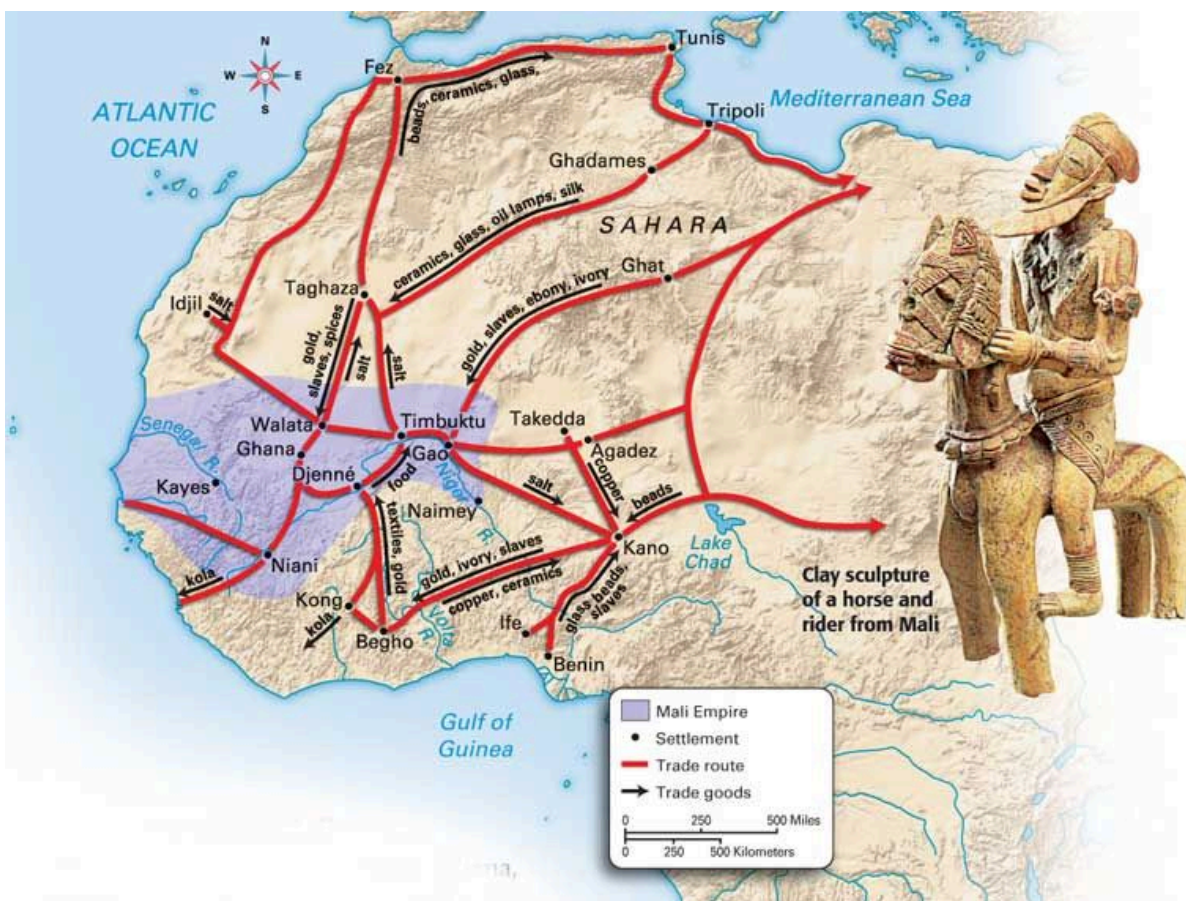 N
W E
S
ATLANTIC
OCEAN
Fez
Tunis
beads, ceramics, glass,
Mediterranean Sea
Tripoli
Ghadames
ceramics, glass, oil lamps, silk
SAHARA
Ghat
gold, slaves, ebony, ivory
Taghaza
Idjil
salt
gold,
slaves, spices
salt
salt
Walata
Timbuktu
Takedda
Senegal R.
Ghana
Gao
Agadez
Djenné
food
Niger
R.
Kayes
Naimey
salt
copper
beads
textiles, gold
Kano
Lake
Chad
Niani
kola
gold, ivory, slaves
copper, ceramics
Kong
kola
Volta
R.
Begho
Ife
glass, beads,
slaves
Benin
Clay sculpture
of a horse and
rider from Mali
Gulf of
Guinea
Mali Empire
Settlement
Trade route
Trade goods
0 250 500 Miles
0 250 500 Kilometers